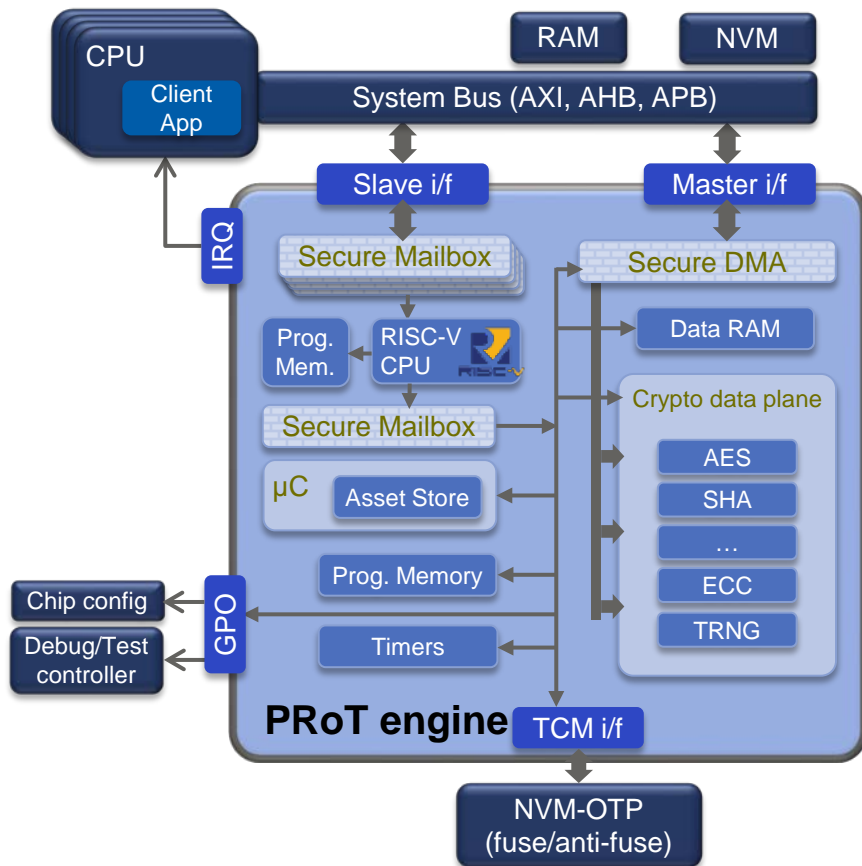 RAM
NVM
CPU
Client
App
System Bus (AXI, AHB, APB)
Slave i/f
Master i/f
IRQ
Secure Mailbox
Secure DMA
Prog.
Mem.
RISC-V
CPU
RISC-V
Data RAM
Secure Mailbox
Crypto data plane
AES
µC
Asset Store
SHA
...
Prog. Memory
ECC
Chip config
GPO
Debug/Test
controller
Timers
TRNG
PRoT engine
TCM i/f
NVM-OTP
(fuse/anti-fuse)